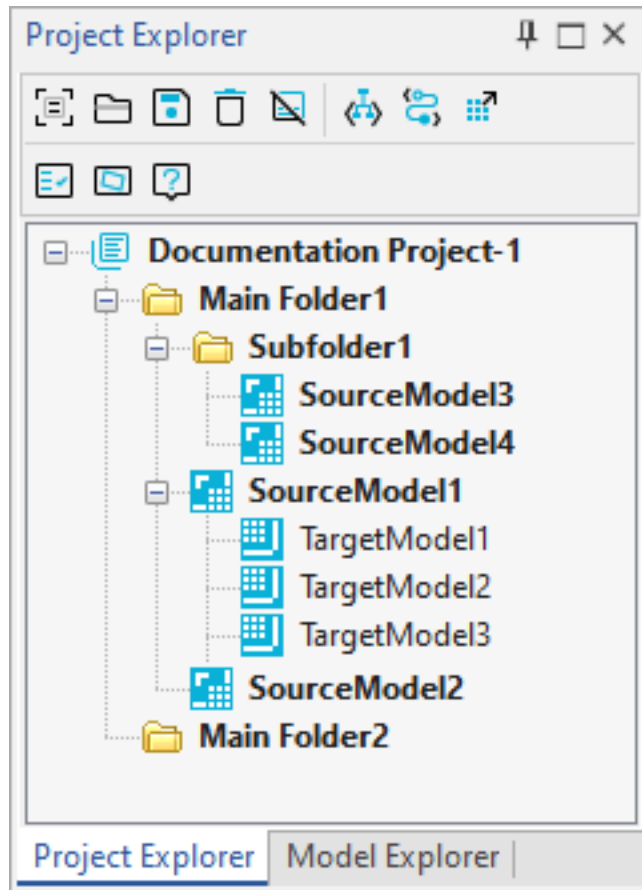 Project Explorer
Documentation Project-1
Main Folder1
Subfolder1
SourceModel3
SourceModel4
SourceModel1
TargetModel1
TargetModel2
TargetModel3
SourceModel2
Main Folder2
Project Explorer Model Explorer